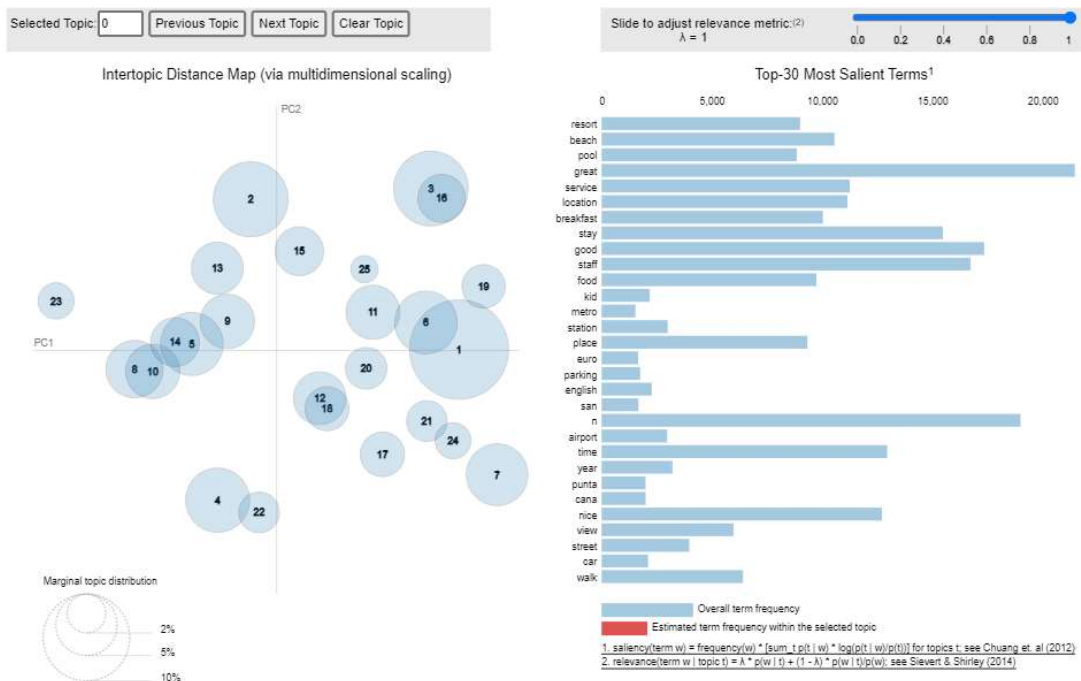 Selected Topic: 0 Previous Topic Next Topic Clear Topic
Slide to adjust relevance metric:(2)
λ = 1
0.0 0.2 0.4 0.6 0.8 1
Intertopic Distance Map (via multidimensional scaling)
PC2
PC1
2
3
16
15
13
25
19
23
11
9
6
14
5
1
8
10
20
12
18
21
24
17
7
4
22
Marginal topic distribution
2%
5%
10%
Top-30 Most Salient Terms1
0 5,000 10,000 15,000 20,000
resort
beach
pool
great
service
location
breakfast
stay
good
staff
food
kid
metro
station
place
euro
parking
english
san
n
airport
time
year
punta
cana
nice
view
street
car
walk
Overall term frequency
Estimated term frequency within the selected topic
1. saliency(term w) = frequency(w) * [sum_t p(t | w) * log(p(t | w)/p(t))] for topics t; see Chuang et. al (2012)
2. relevance(term w | topic t) = λ * p(w | t) + (1 - λ) * p(w | t)/p(w); see Sievert & Shirley (2014)